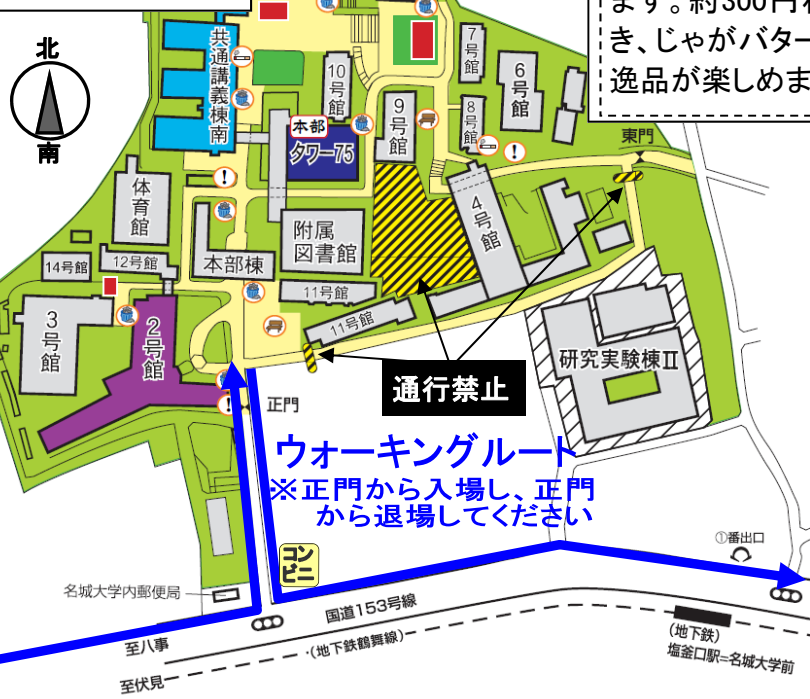 ます。約300円
き、じゃがバター
逸品が楽しめま
北
南
共通講義棟南
10号館
7号館
6号館
9号館
8号館
本部
タワー75
東門
体育館
附属
図書館
4号館
本部棟
14号館
12号館
11号館
11号館
3号館
2号館
研究実験棟Ⅱ
通行禁止
正門
ウォーキングルート
※正門から入場し、正門
から退場してください
コン
ビニ
①番出口
名城大学内郵便局
国道153号線
至八事
(地下鉄鶴舞線)
至伏見
(地下鉄)
塩釜口駅=名城大学前